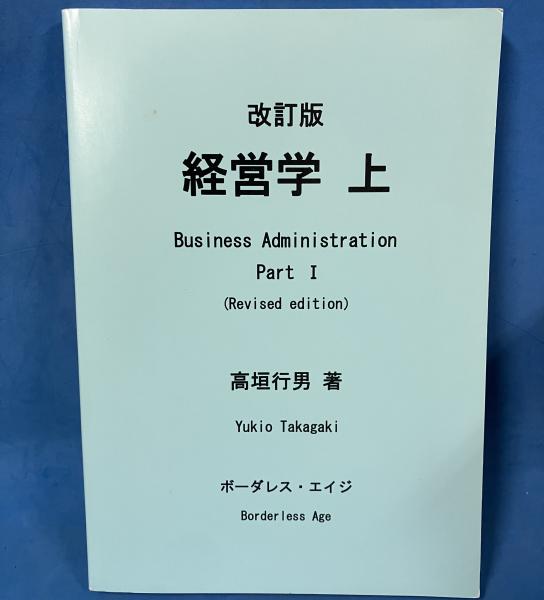 改訂版
経営学 上
Business Administration
Part Ⅰ
(Revised edition)
高垣行男 著
Yukio Takagaki
ボーダレス・エイジ
Borderless Age